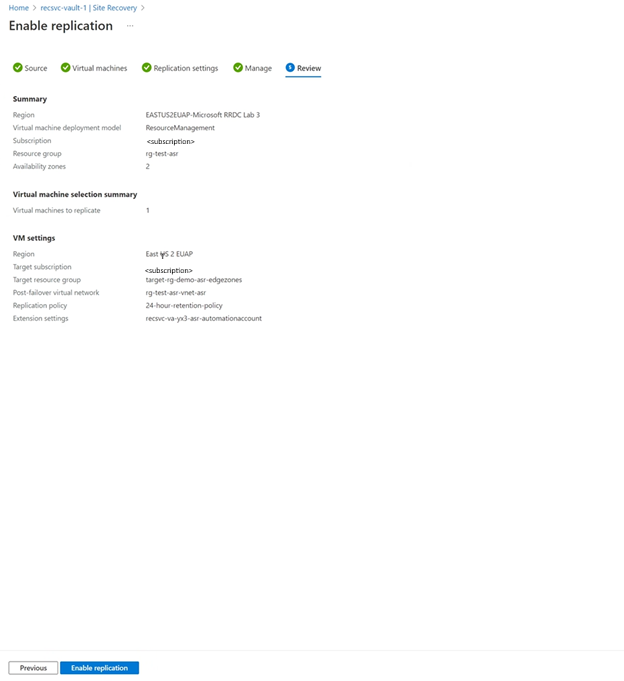 Home > recsvc-vault-1 | Site Recovery >
Enable replication ...
Source Virtual machines Replication settings Manage 5 Review
Summary
Region EASTUS2EUAP-Microsoft RRDC Lab 3
Virtual machine deployment model ResourceManagement
Subscription <subscription>
Resource group rg-test-asr
Availability zones 2
Virtual machine selection summary
Virtual machines to replicate 1
VM settings
Region East US 2 EUAP
Target subscription <subscription>
Target resource group target-rg-demo-asr-edgezones
Post-failover virtual network rg-test-asr-vnet-asr
Replication policy 24-hour-retention-policy
Extension settings recsvc-va-yx3-asr-automationaccount
Previous Enable replication